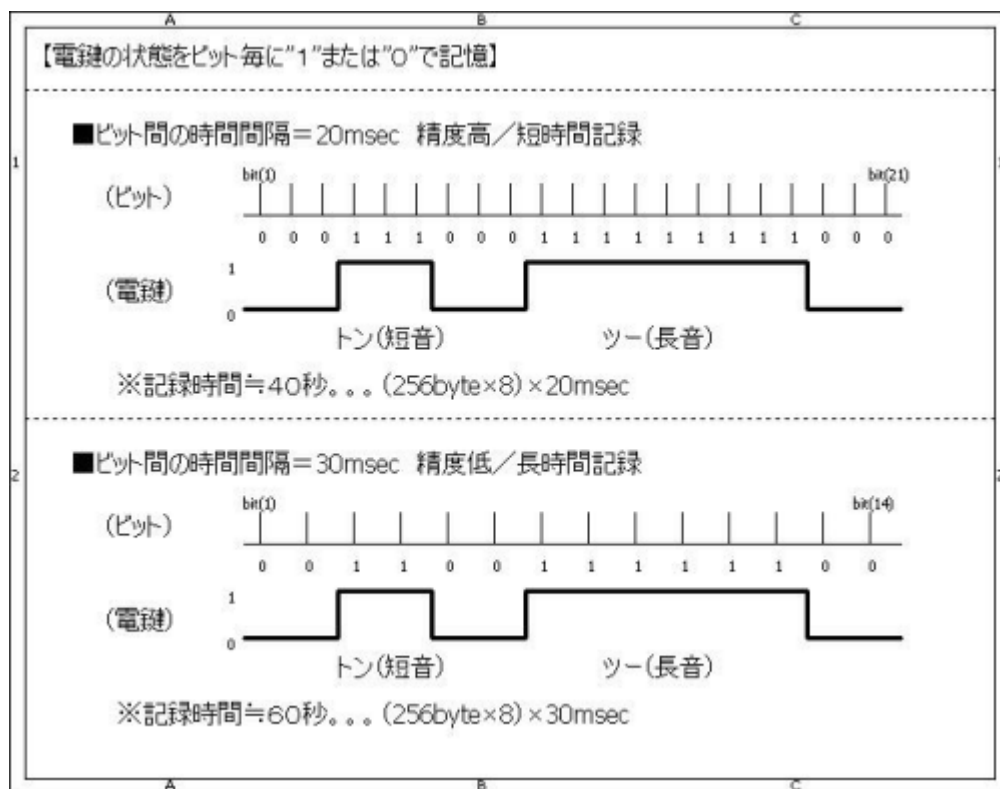 A B C
【電鍵の状態をビット毎に”1”または”0”で記憶】
■ビット間の時間間隔＝20msec 精度高／短時間記録
1
bit(1) bit(21)
(ビット)
0 0 0 1 1 1 0 0 0 1 1 1 1 1 1 1 1 1 0 0 0
1
(電鍵)
0
トン(短音) ツー(長音)
※記録時間≒40秒。。。(256byte×8)×20msec
■ビット間の時間間隔＝30msec 精度低／長時間記録
2 2
bit(1) bit(14)
(ビット)
0 0 1 1 0 0 1 1 1 1 1 1 0 0
1
(電鍵)
0
トン(短音) ツー(長音)
※記録時間≒60秒。。。(256byte×8)×30msec
A B C